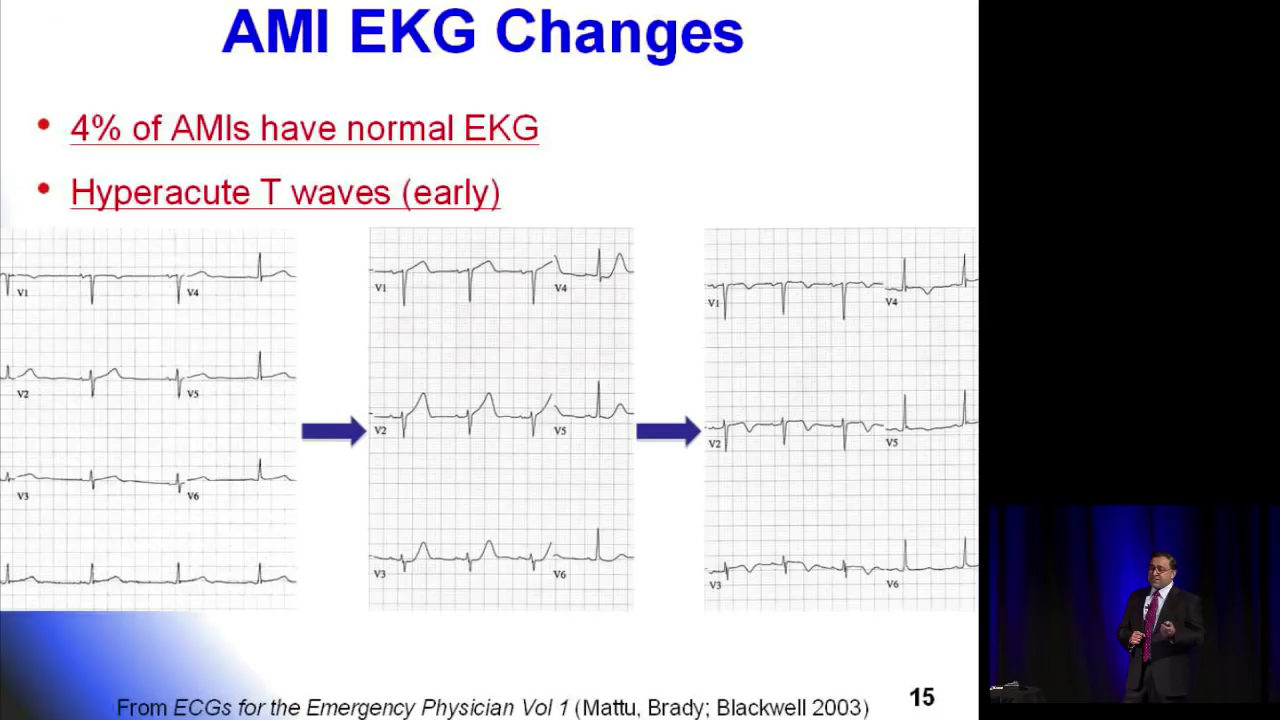 AMI EKG Changes
• 4% of AMIs have normal EKG
• Hyperacute T waves (early)
V1 V4
V2 V5
V3 V6
V1 V4
V2 V5
V3 V6
V1 V4
V2 V5
V3 V6
From ECGs for the Emergency Physician Vol 1 (Mattu, Brady; Blackwell 2003)
15